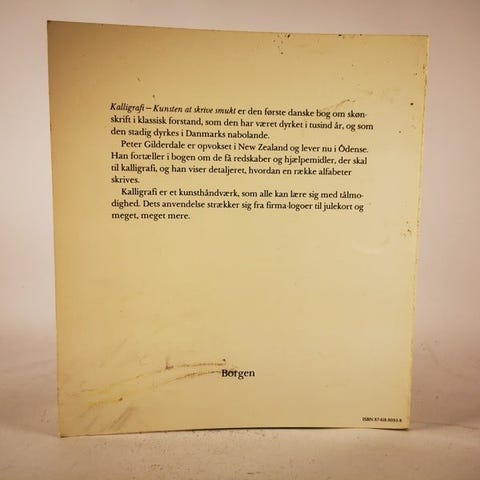 Kalligrafi – Kunsten at skrive smukt er den første danske bog om skøn-
skrift i klassisk forstand, som den har været dyrket i tusind år, og som
den stadig dyrkes i Danmarks nabolande.
Peter Gilderdale er opvokset i New Zealand og lever nu i Odense.
Han fortæller i bogen om de få redskaber og hjælpemidler, der skal
til kalligrafi, og han viser detaljeret, hvordan en række alfabeter
skrives.
Kalligrafi er et kunsthåndværk, som alle kan lære sig med tålmo-
dighed. Dets anvendelse strækker sig fra firma-logoer til julekort og
meget, meget mere.
Borgen
ISBN 87-418